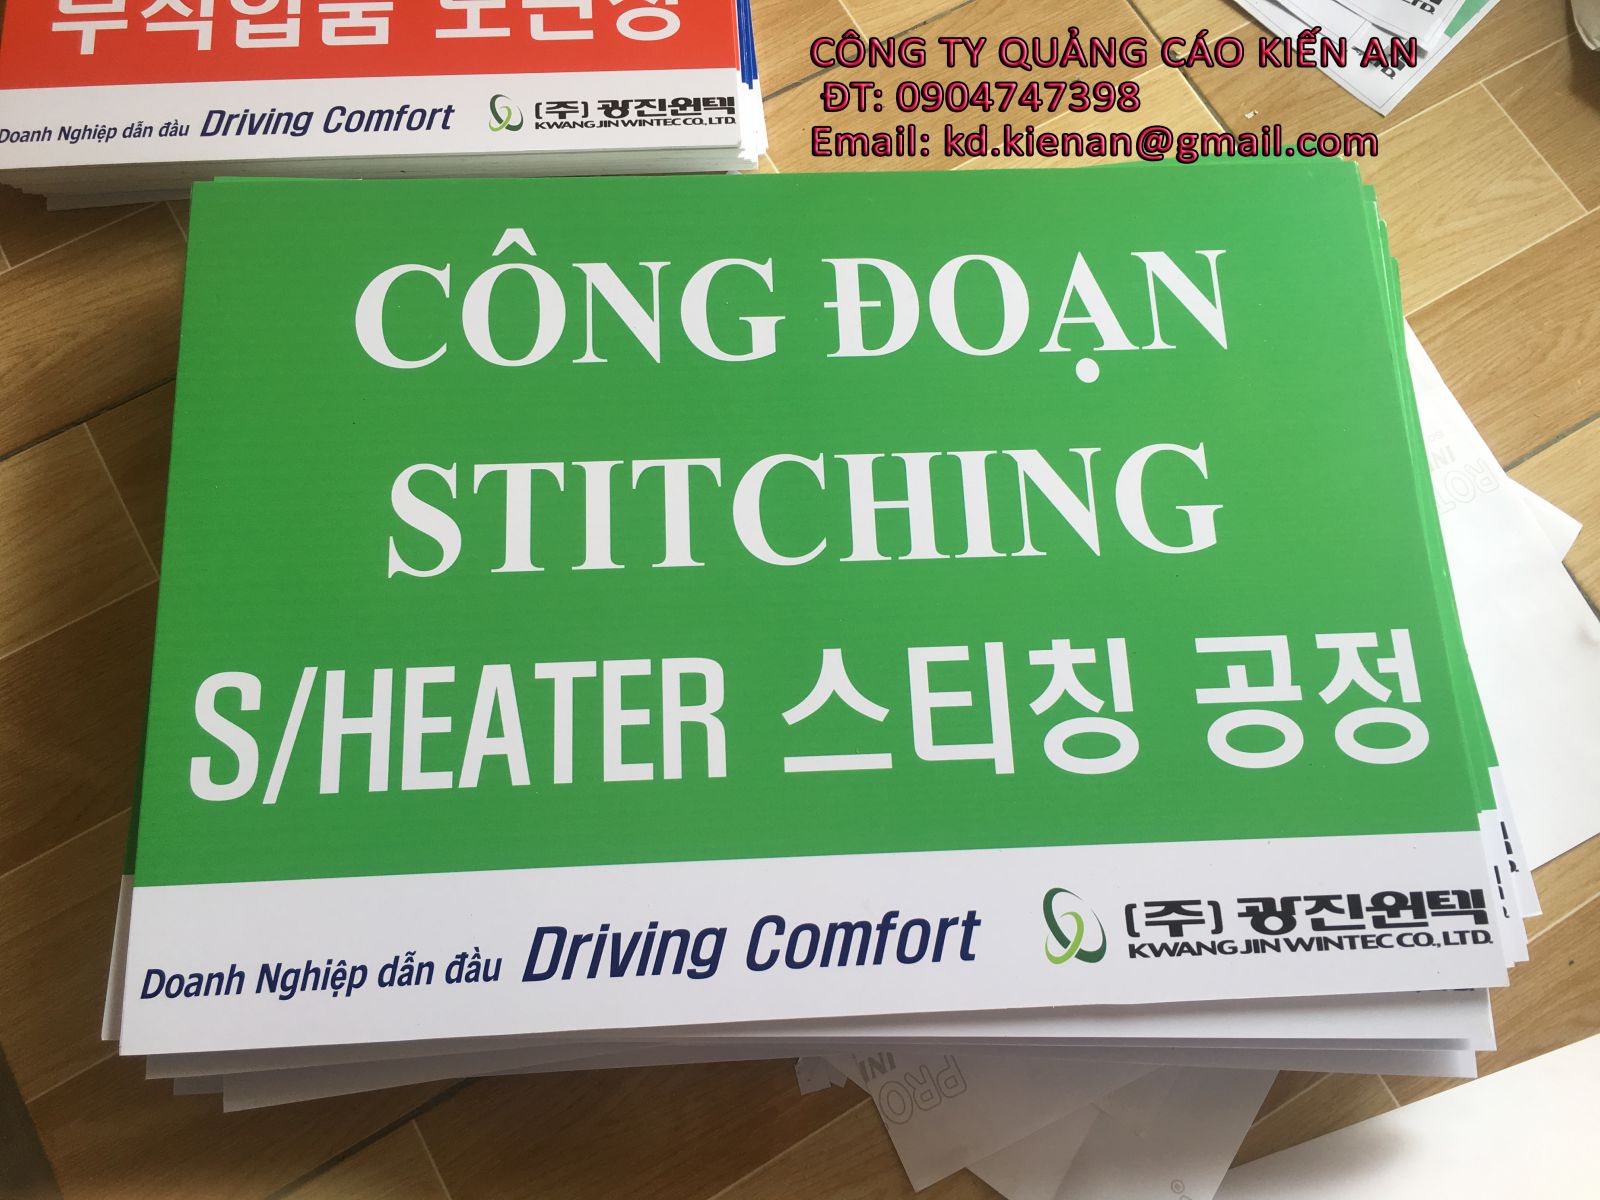 CÔNG TY QUẢNG CÁO KIẾN AN
ĐT: 0904747398
Email: kd.kienan@gmail.com
Doanh Nghiệp dẫn đầu Driving Comfort (주) 광진윈텍
KWANG JIN WINTEC CO., LTD.
CÔNG ĐOẠN
STITCHING
S/HEATER 스티칭 공정
Doanh Nghiệp dẫn đầu Driving Comfort (주) 광진윈텍
KWANG JIN WINTEC CO., LTD.